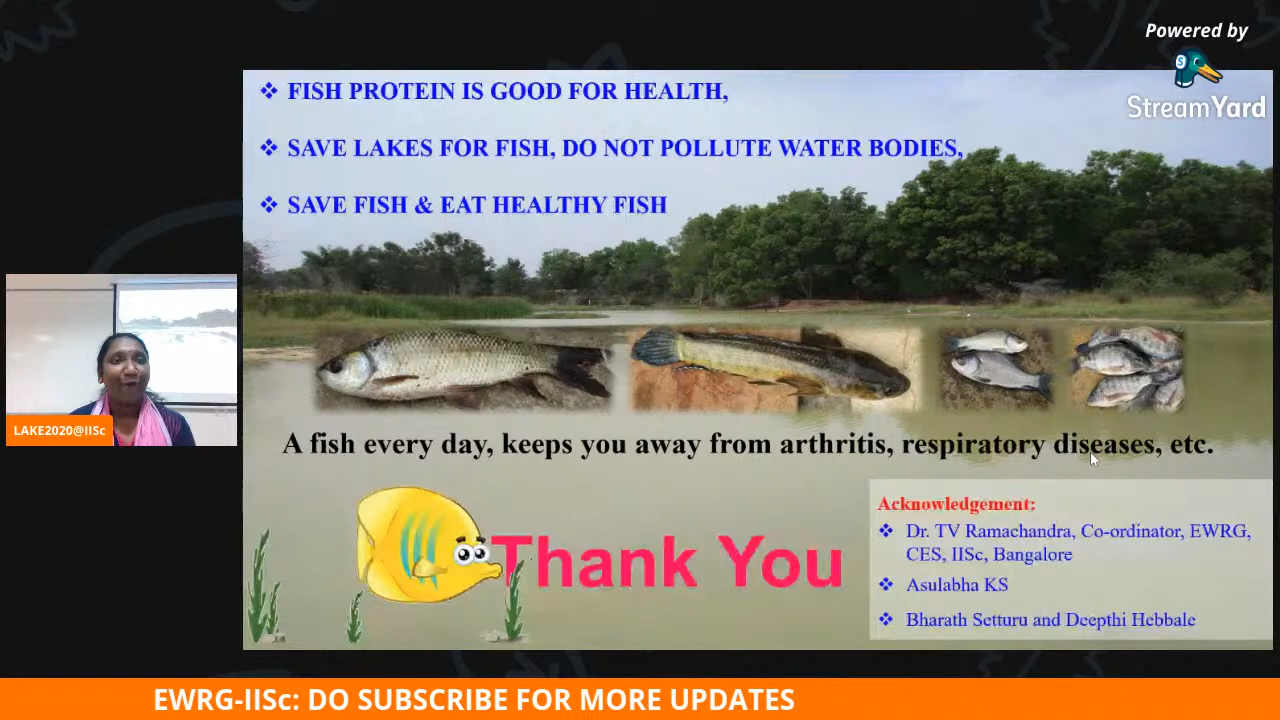 Powered by
StreamYard
❖ FISH PROTEIN IS GOOD FOR HEALTH,
❖ SAVE LAKES FOR FISH, DO NOT POLLUTE WATER BODIES,
❖ SAVE FISH & EAT HEALTHY FISH
LAKE2020@IISc
A fish every day, keeps you away from arthritis, respiratory diseases, etc.
Thank You
Acknowledgement:
❖ Dr. TV Ramachandra, Co-ordinator, EWRG,
CES, IISc, Bangalore
❖ Asulabha KS
❖ Bharath Setturu and Deepthi Hebbale
EWRG-IISc: DO SUBSCRIBE FOR MORE UPDATES